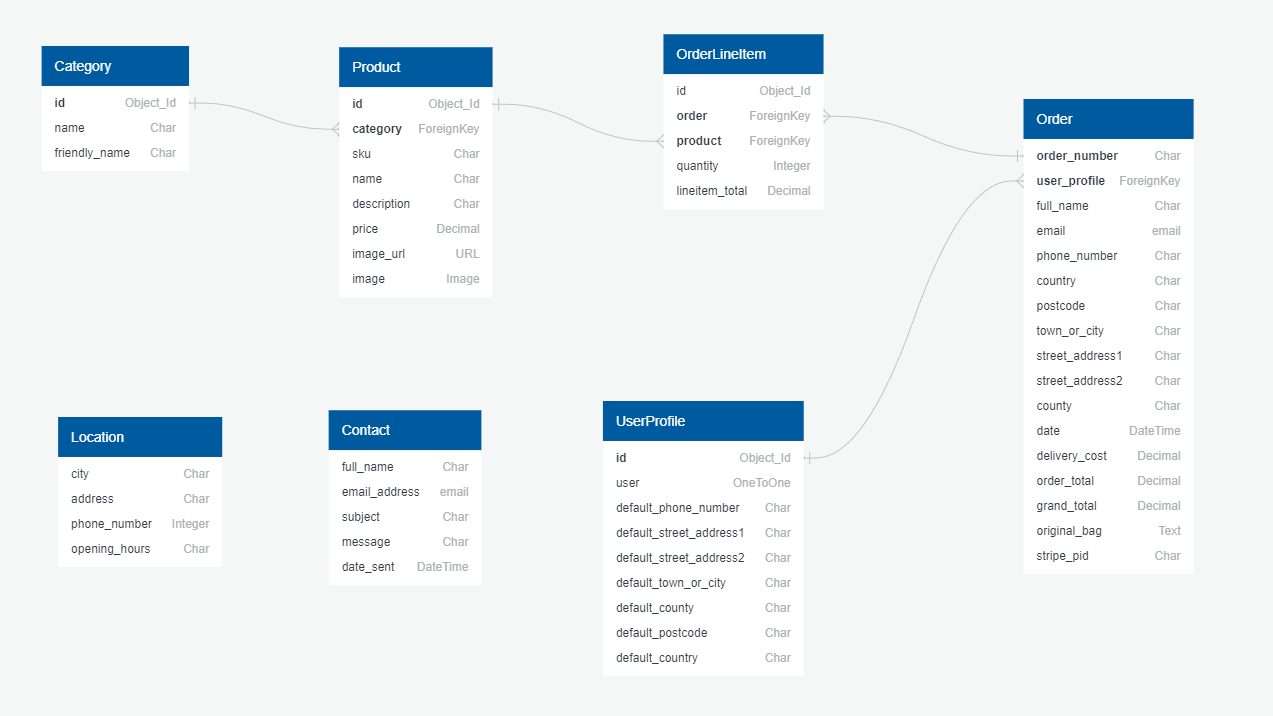 Category
id Object_Id
name Char
friendly_name Char
Product
id Object_Id
category ForeignKey
sku Char
name Char
description Char
price Decimal
image_url URL
image Image
OrderLineItem
id Object_Id
order ForeignKey
product ForeignKey
quantity Integer
lineitem_total Decimal
Order
order_number Char
user_profile ForeignKey
full_name Char
email email
phone_number Char
country Char
postcode Char
town_or_city Char
street_address1 Char
street_address2 Char
county Char
date DateTime
delivery_cost Decimal
order_total Decimal
grand_total Decimal
original_bag Text
stripe_pid Char
Location
city Char
address Char
phone_number Integer
opening_hours Char
Contact
full_name Char
email_address email
subject Char
message Char
date_sent DateTime
UserProfile
id Object_Id
user OneToOne
default_phone_number Char
default_street_address1 Char
default_street_address2 Char
default_town_or_city Char
default_county Char
default_postcode Char
default_country Char